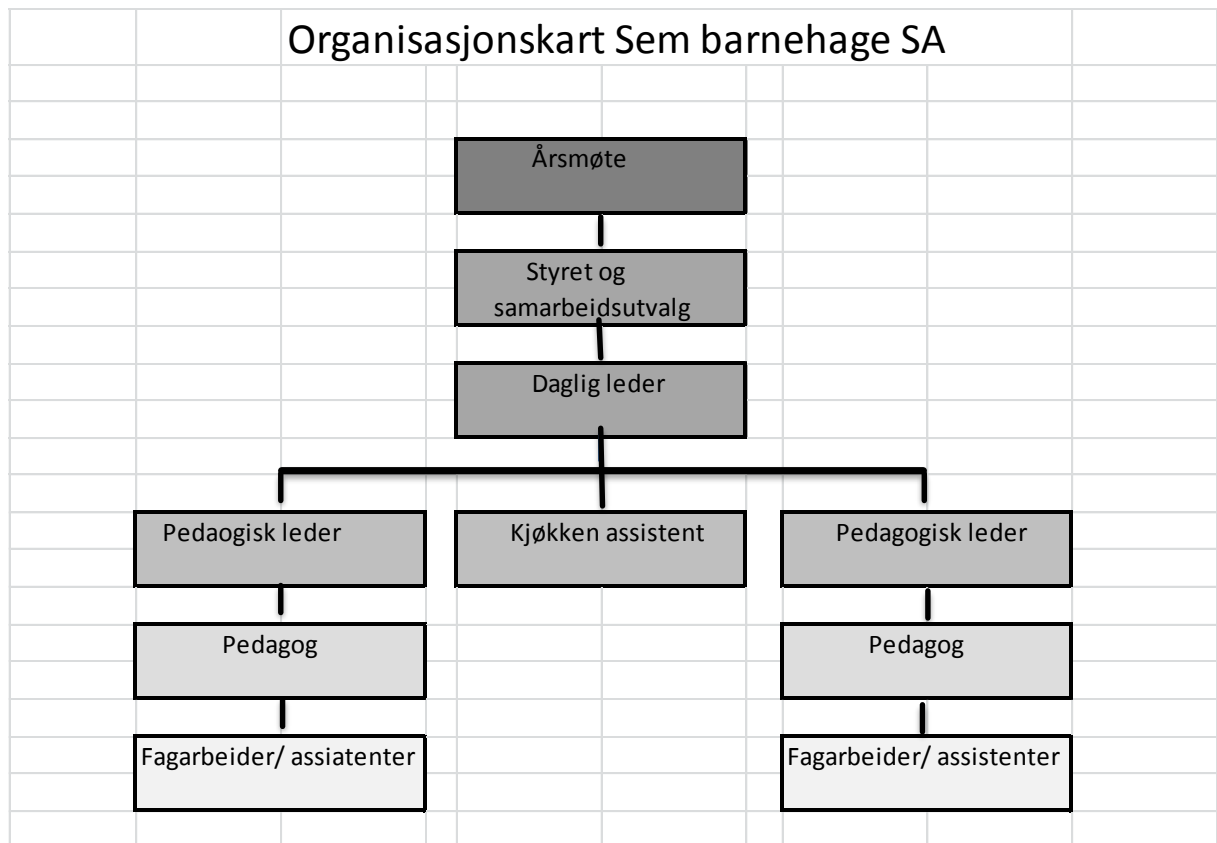 Organisasjonskart Sem barnehage SA
Årsmøte
Styret og
samarbeidsutvalg
Daglig leder
Pedaogisk leder
Kjøkken assistent
Pedagogisk leder
Pedagog
Pedagog
Fagarbeider/ assiatenter
Fagarbeider/ assistenter